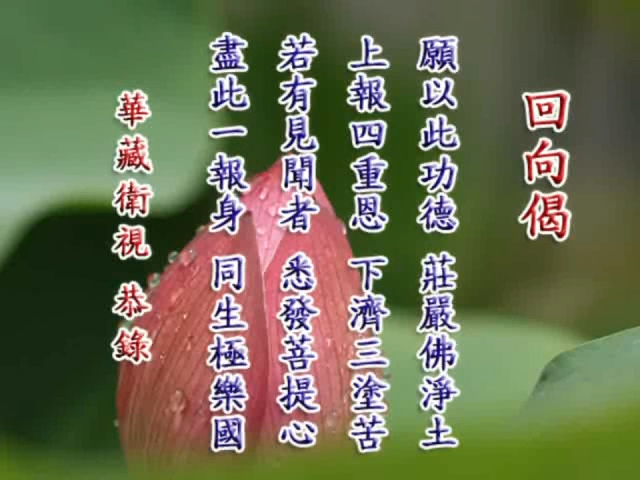 回向偈
願以此功德 莊嚴佛淨土
上報四重恩 下濟三塗苦
若有見聞者 悉發菩提心
盡此一報身 同生極樂國
華藏衛視 恭錄